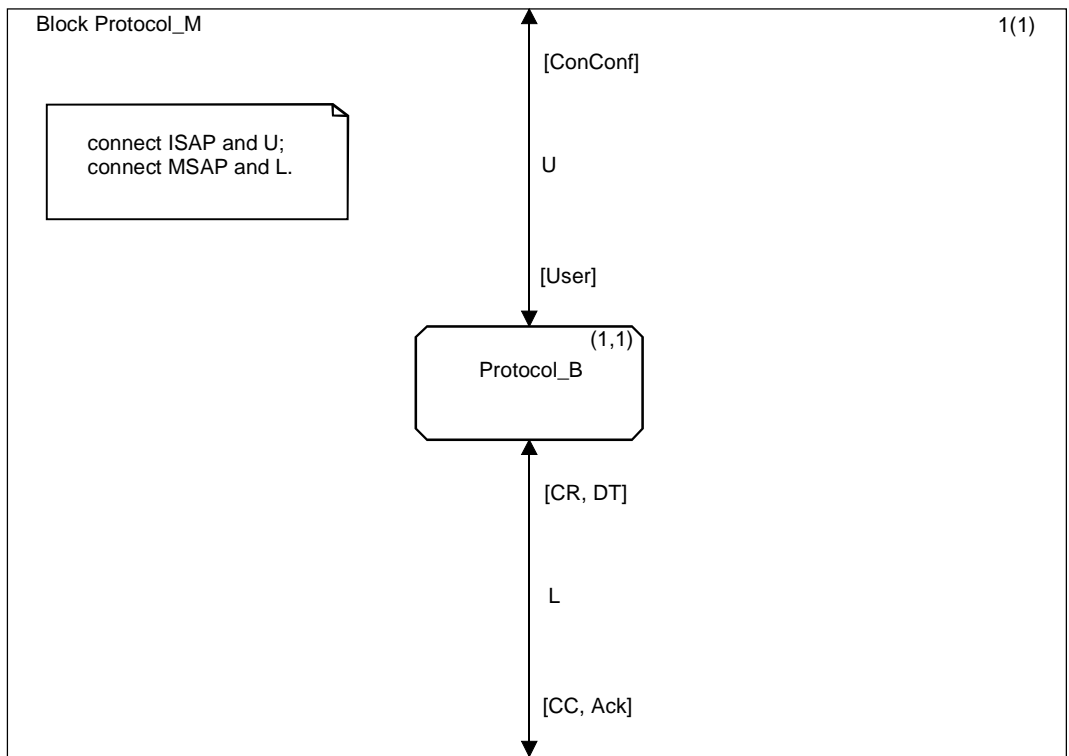 Block Protocol_M
1(1)
[ConConf]
connect ISAP and U;
connect MSAP and L.
U
[User]
(1,1)
Protocol_B
[CR, DT]
L
[CC, Ack]